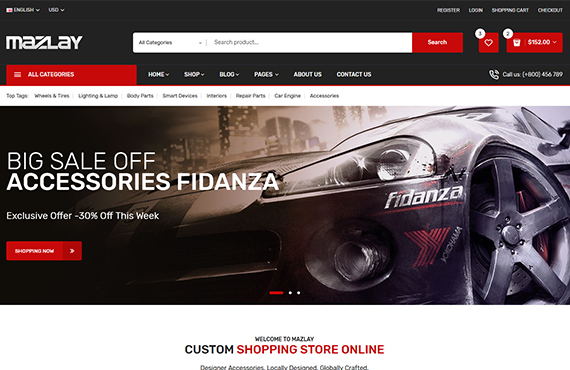 ENGLISH USD REGISTER LOGIN SHOPPING CART CHECKOUT
MAZLAY All Categories Search product... Search 3 2 $152.00
ALL CATEGORIES HOME SHOP BLOG PAGES ABOUT US CONTACT US Call us: (+800) 456 789
Top Tags: Wheels & Tires Lighting & Lamp Body Parts Smart Devices Interiors Repair Parts Car Engine Accessories
BIG SALE OFF
ACCESSORIES FIDANZA
fidanza
Exclusive Offer -30% Off This Week
YOKOHAMA
SHOPPING NOW
WELCOME TO MAZLAY
CUSTOM SHOPPING STORE ONLINE
Designer Accessories. Locally Designed. Globally Crafted.